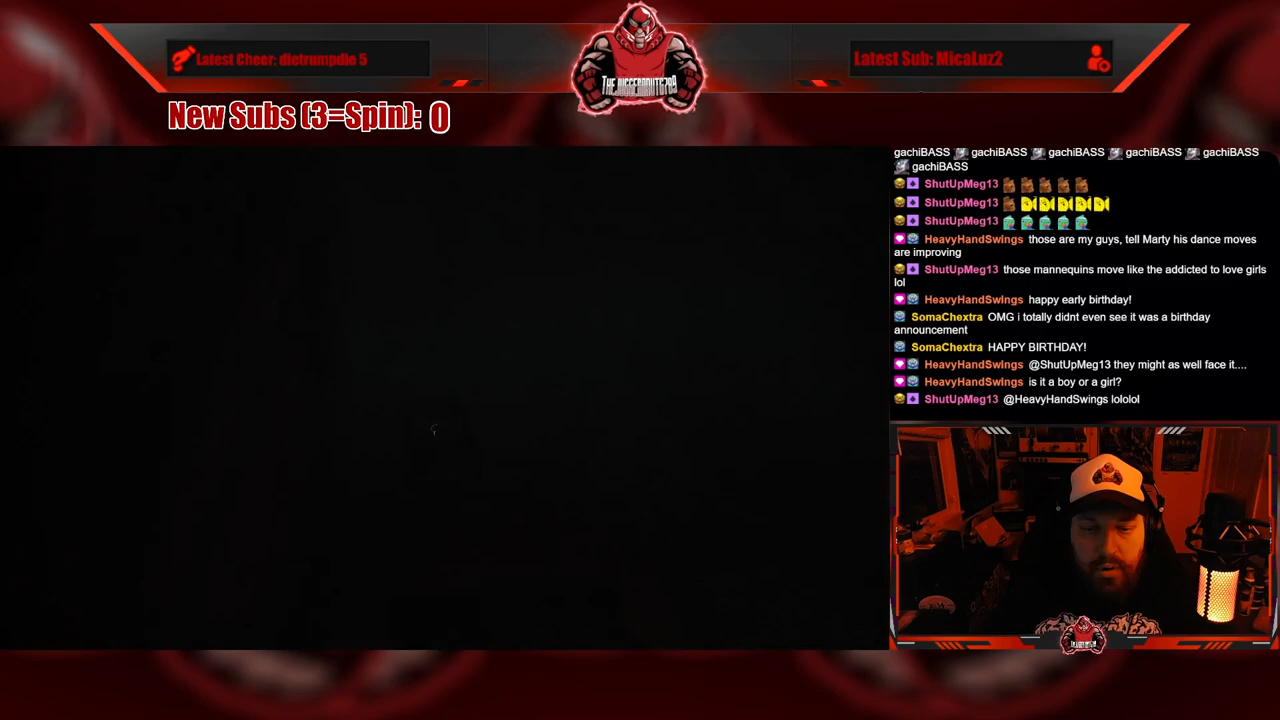 Latest Cheer: dietrumpdie 5
THEJUGGERNAUT6789
Latest Sub: MicaLuz2
New Subs (3=Spin): 0
gachiBASS gachiBASS gachiBASS gachiBASS gachiBASS
gachiBASS
ShutUpMeg13
ShutUpMeg13
ShutUpMeg13
HeavyHandSwings those are my guys, tell Marty his dance moves
are improving
ShutUpMeg13 those mannequins move like the addicted to love girls
lol
HeavyHandSwings happy early birthday!
SomaChextra OMG i totally didnt even see it was a birthday
announcement
SomaChextra HAPPY BIRTHDAY!
HeavyHandSwings @ShutUpMeg13 they might as well face it....
HeavyHandSwings is it a boy or a girl?
ShutUpMeg13 @HeavyHandSwings lololol